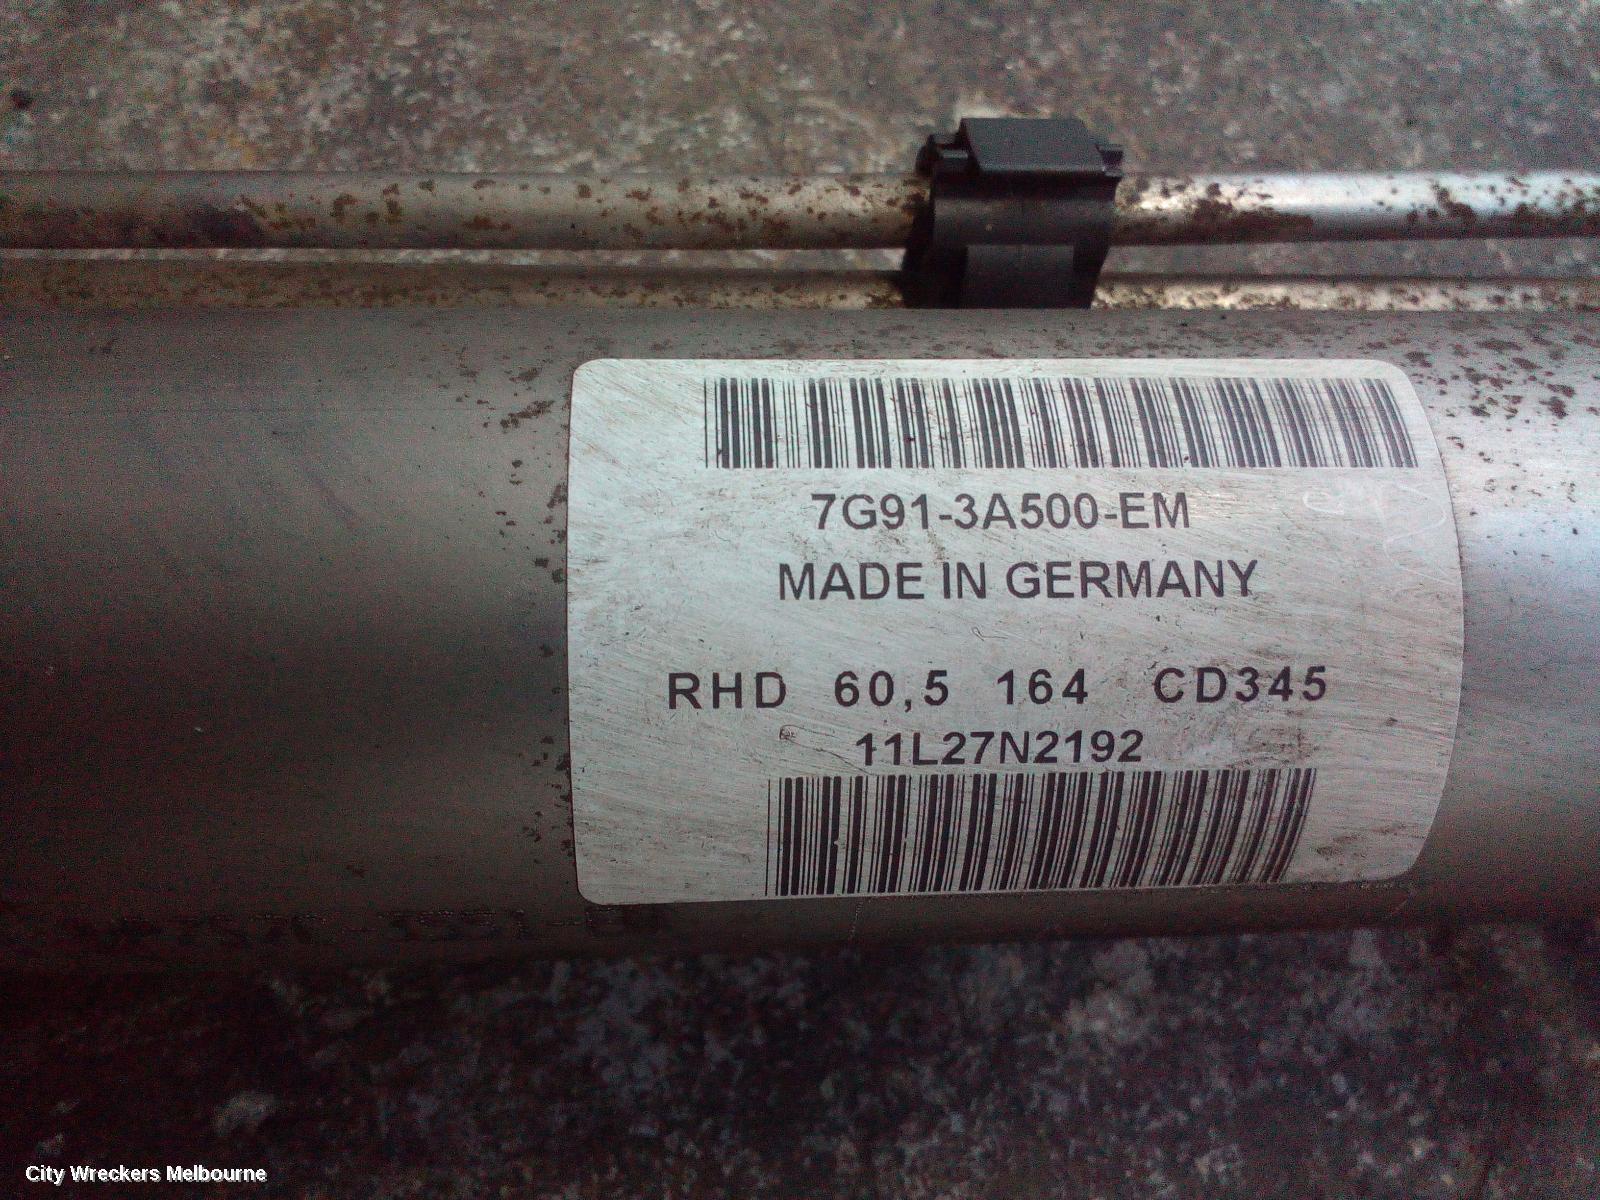 7G91-3A500-EM
MADE IN GERMANY
RHD 60,5 164 CD345
11L27N2192
City Wreckers Melbourne